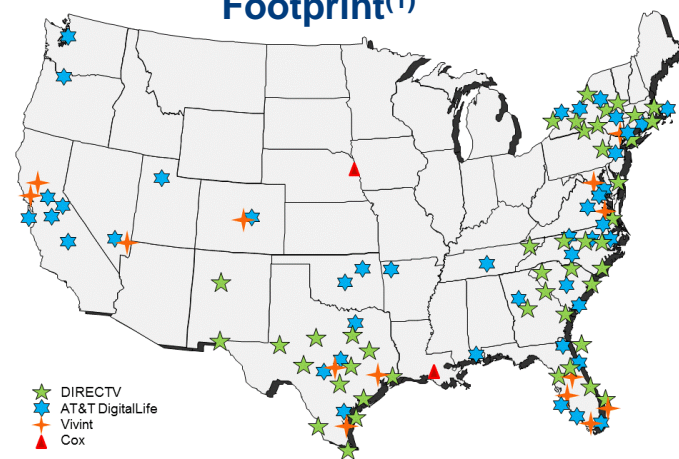 Footprint(1)
DIRECTV
AT&T DigitalLife
Vivint
Cox